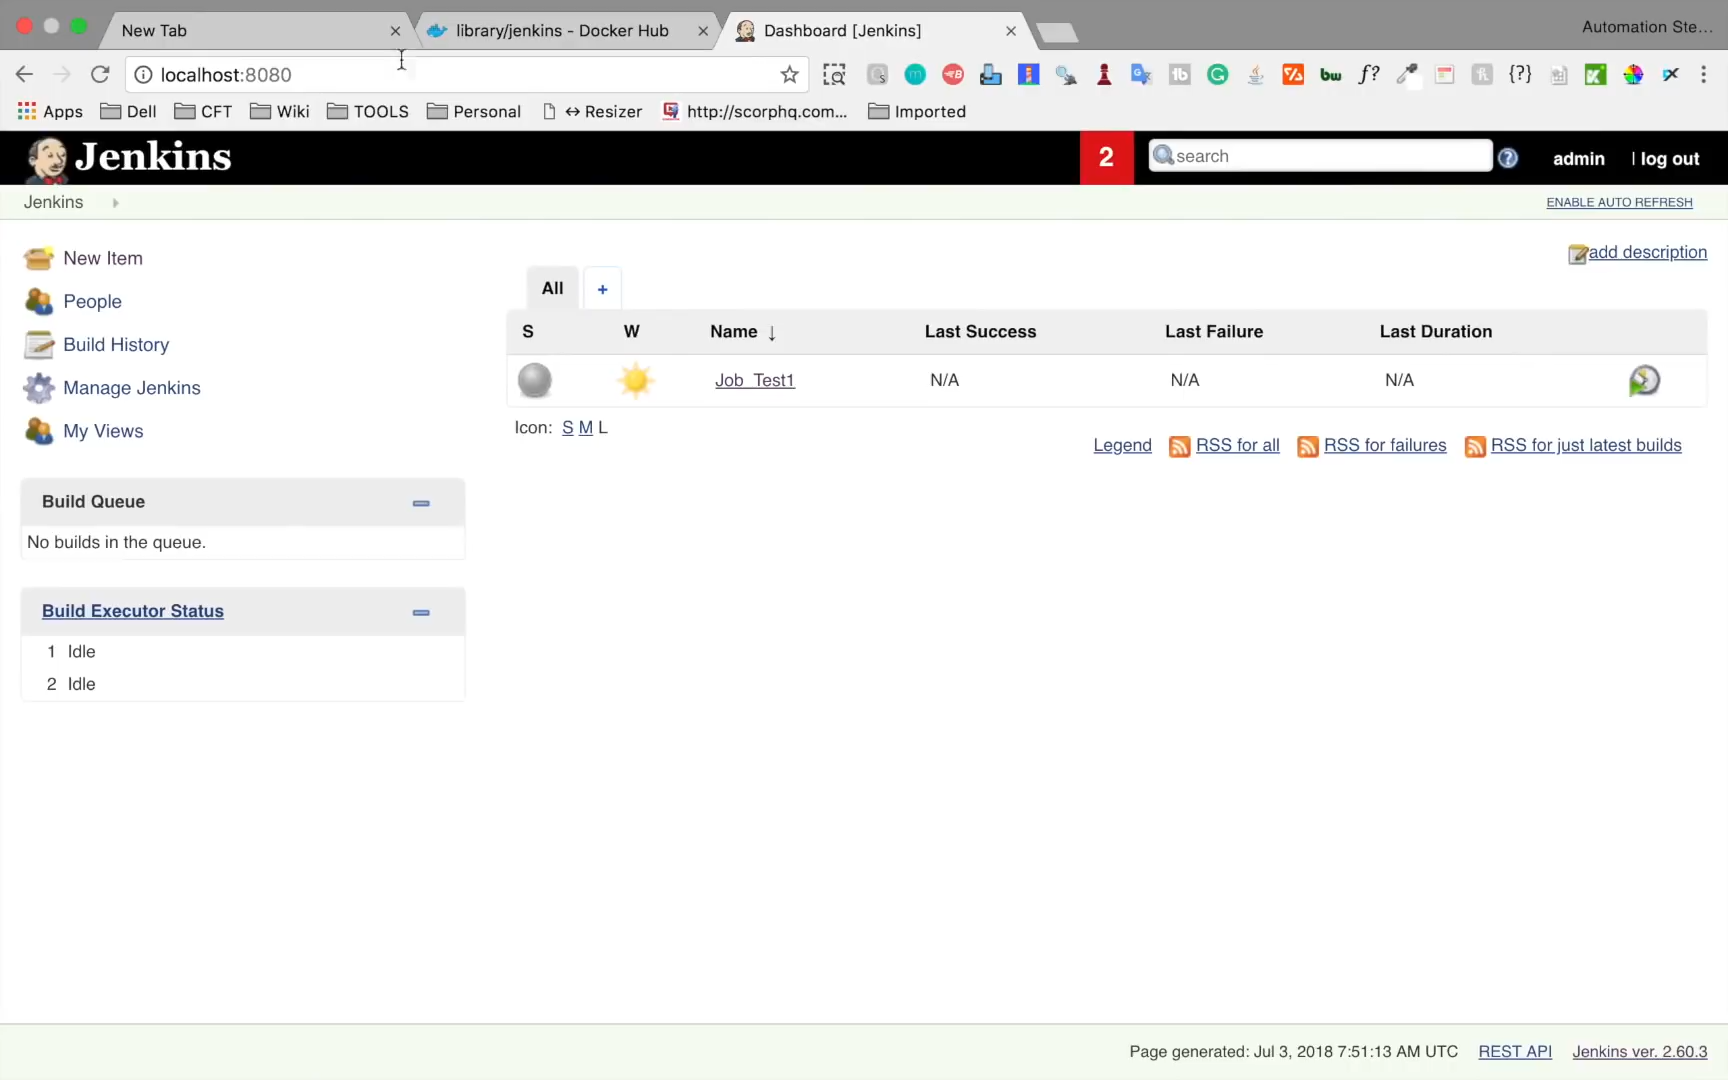 New Tab
library/jenkins - Docker Hub
Dashboard [Jenkins]
Automation Ste...
localhost:8080
Apps Dell CFT Wiki TOOLS Personal ↔ Resizer http://scorphq.com... Imported
Jenkins
2
search
admin | log out
Jenkins
ENABLE AUTO REFRESH
New Item
People
Build History
Manage Jenkins
My Views
add description
All +
S W Name ↓ Last Success Last Failure Last Duration
Job_Test1 N/A N/A N/A
Icon: S M L
Legend RSS for all RSS for failures RSS for just latest builds
Build Queue
No builds in the queue.
Build Executor Status
1 Idle
2 Idle
Page generated: Jul 3, 2018 7:51:13 AM UTC REST API Jenkins ver. 2.60.3